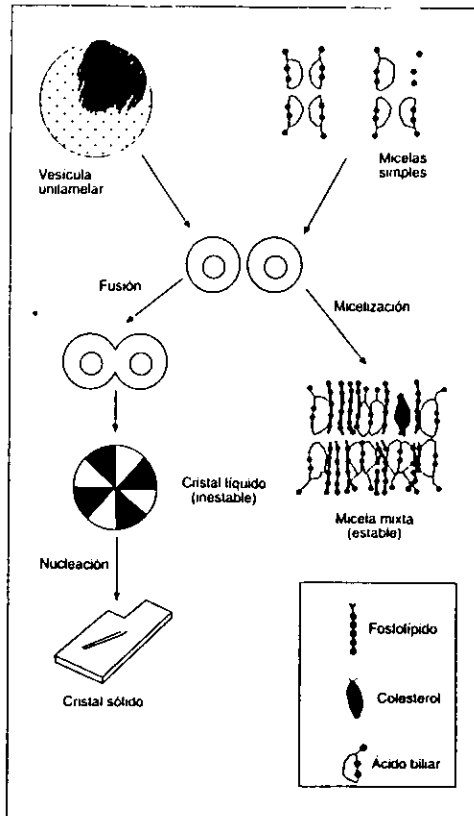 Vesícula
unilamelar
Micelas
simples
Fusión
Micelización
Cristal líquido
(inestable)
Micela mixta
(estable)
Nucleación
Cristal sólido
Fosfolípido
Colesterol
Ácido biliar